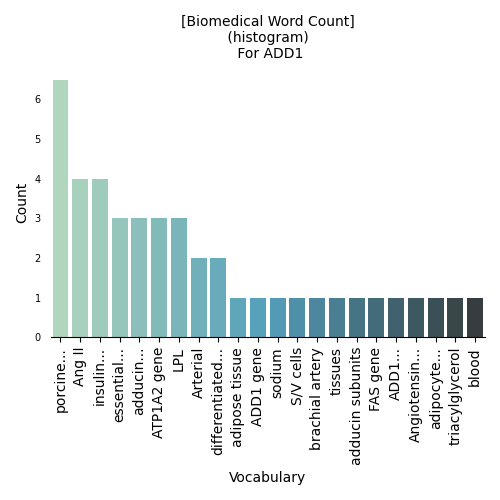 [Biomedical Word Count]
(histogram)
For ADD1
Count
6
5
4
3
2
1
0
porcine...
Ang II
insulin...
essential...
adducin...
ATP1A2 gene
LPL
Arterial
differentiated...
adipose tissue
ADD1 gene
sodium
S/V cells
brachial artery
tissues
adducin subunits
FAS gene
ADD1...
Angiotensin...
adipocyte...
triacylglycerol
blood
Vocabulary